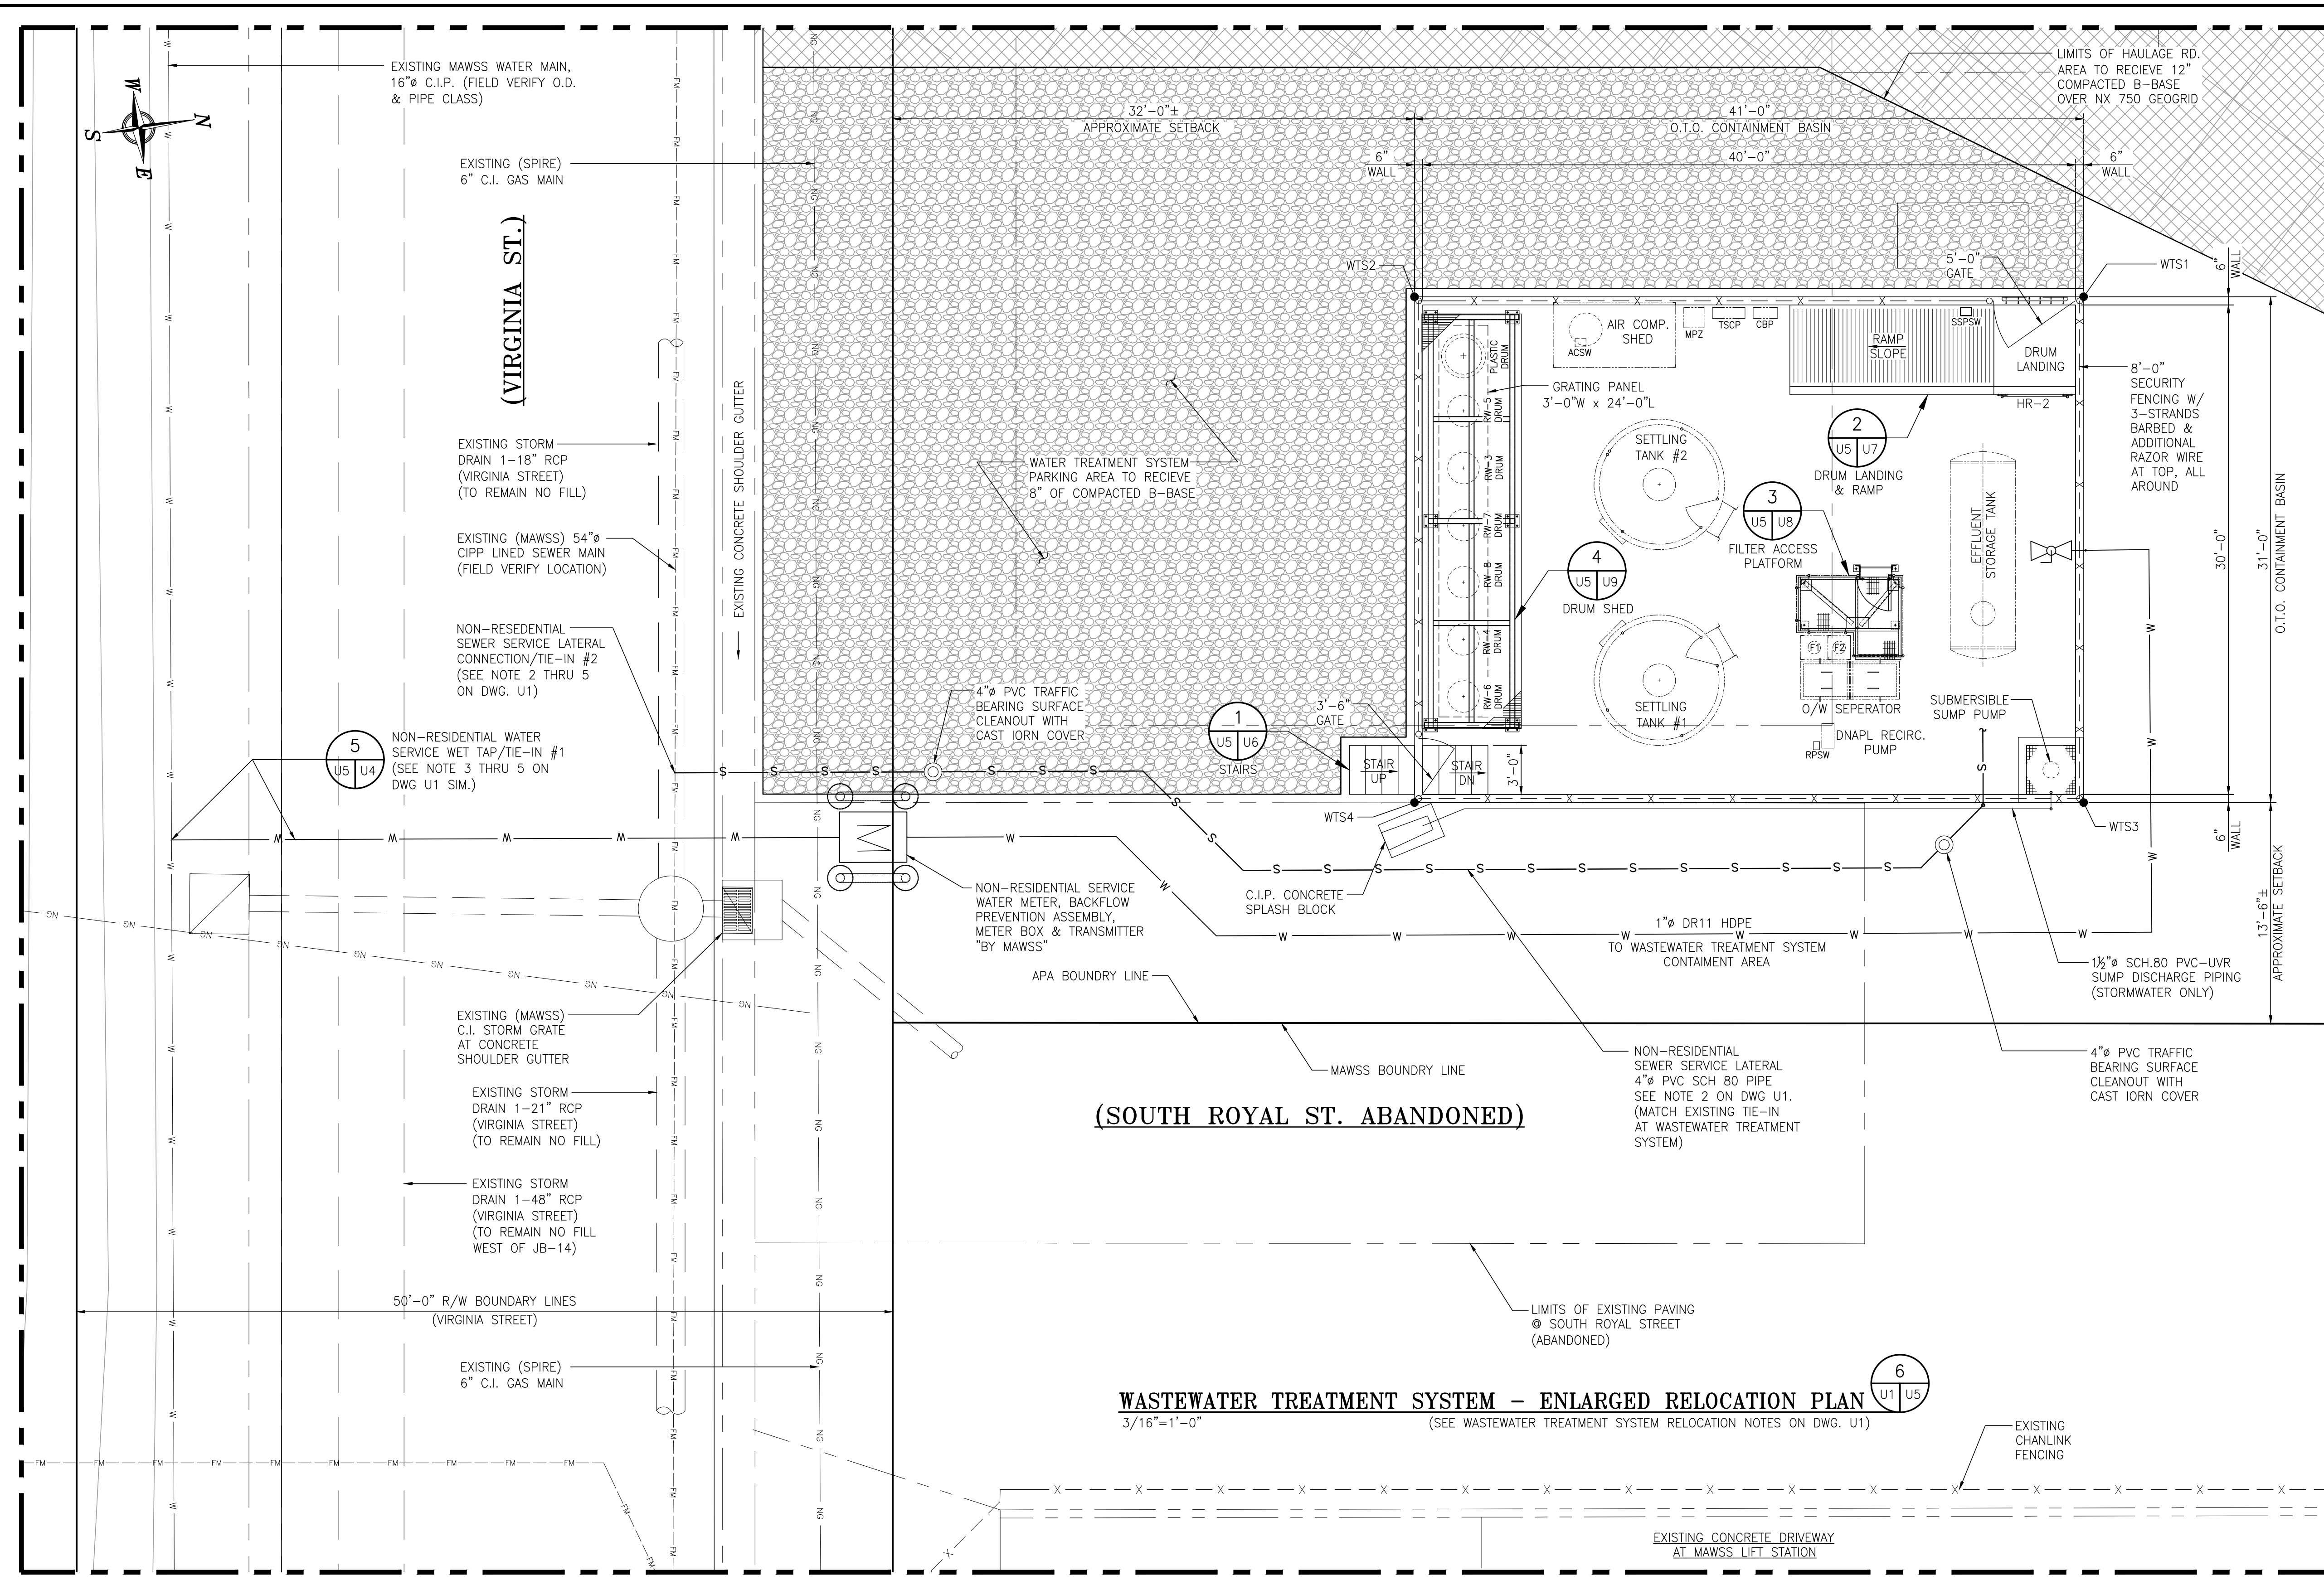 EXISTING MAWSS WATER MAIN,
16"ø C.I.P. (FIELD VERIFY O.D.
& PIPE CLASS)
W
N
S
E
EXISTING (SPIRE)
6" C.I. GAS MAIN
(VIRGINIA ST.)
EXISTING STORM
DRAIN 1-18" RCP
(VIRGINIA STREET)
(TO REMAIN NO FILL)
EXISTING (MAWSS) 54"ø
CIPP LINED SEWER MAIN
(FIELD VERIFY LOCATION)
NON-RESEDENTIAL
SEWER SERVICE LATERAL
CONNECTION/TIE-IN #2
(SEE NOTE 2 THRU 5
ON DWG. U1)
5
U5 U4
NON-RESIDENTIAL WATER
SERVICE WET TAP/TIE-IN #1
(SEE NOTE 3 THRU 5 ON
DWG U1 SIM.)
EXISTING CONCRETE SHOULDER GUTTER
EXISTING (MAWSS)
C.I. STORM GRATE
AT CONCRETE
SHOULDER GUTTER
EXISTING STORM
DRAIN 1-21" RCP
(VIRGINIA STREET)
(TO REMAIN NO FILL)
EXISTING STORM
DRAIN 1-48" RCP
(VIRGINIA STREET)
(TO REMAIN NO FILL
WEST OF JB-14)
50'-0" R/W BOUNDARY LINES
(VIRGINIA STREET)
EXISTING (SPIRE)
6" C.I. GAS MAIN
32'-0"±
APPROXIMATE SETBACK
41'-0"
O.T.O. CONTAINMENT BASIN
6"
WALL
40'-0"
6"
WALL
LIMITS OF HAULAGE RD.
AREA TO RECIEVE 12"
COMPACTED B-BASE
OVER NX 750 GEOGRID
WATER TREATMENT SYSTEM
PARKING AREA TO RECIEVE
8" OF COMPACTED B-BASE
WTS2
5'-0"
GATE
WTS1
6"
WALL
AIR COMP.
SHED
ACSW
MPZ
TSCP
CBP
SSPSW
RAMP
SLOPE
DRUM
LANDING
HR-2
8'-0"
SECURITY
FENCING W/
3-STRANDS
BARBED &
ADDITIONAL
RAZOR WIRE
AT TOP, ALL
AROUND
PLASTIC
DRUM
RW-5
DRUM
RW-3
DRUM
RW-7
DRUM
RW-8
DRUM
RW-4
DRUM
RW-6
DRUM
GRATING PANEL
3'-0"W x 24'-0"L
SETTLING
TANK #2
2
U5 U7
DRUM LANDING
& RAMP
3
U5 U8
FILTER ACCESS
PLATFORM
4
U5 U9
DRUM SHED
EFFLUENT
STORAGE TANK
30'-0"
31'-0"
O.T.O. CONTAINMENT BASIN
SETTLING
TANK #1
F1
F2
O/W SEPERATOR
DNAPL RECIRC.
PUMP
RPSW
SUBMERSIBLE
SUMP PUMP
4"ø PVC TRAFFIC
BEARING SURFACE
CLEANOUT WITH
CAST IORN COVER
1
U5 U6
STAIRS
3'-6"
GATE
STAIR
UP
STAIR
DN
3'-0"
WTS4
WTS3
6"
WALL
13'-6"±
APPROXIMATE SETBACK
M
NON-RESIDENTIAL SERVICE
WATER METER, BACKFLOW
PREVENTION ASSEMBLY,
METER BOX & TRANSMITTER
"BY MAWSS"
C.I.P. CONCRETE
SPLASH BLOCK
1"ø DR11 HDPE
TO WASTEWATER TREATMENT SYSTEM
CONTAIMENT AREA
1½"ø SCH.80 PVC-UVR
SUMP DISCHARGE PIPING
(STORMWATER ONLY)
APA BOUNDRY LINE
MAWSS BOUNDRY LINE
(SOUTH ROYAL ST. ABANDONED)
NON-RESIDENTIAL
SEWER SERVICE LATERAL
4"ø PVC SCH 80 PIPE
SEE NOTE 2 ON DWG U1.
(MATCH EXISTING TIE-IN
AT WASTEWATER TREATMENT
SYSTEM)
4"ø PVC TRAFFIC
BEARING SURFACE
CLEANOUT WITH
CAST IORN COVER
LIMITS OF EXISTING PAVING
@ SOUTH ROYAL STREET
(ABANDONED)
WASTEWATER TREATMENT SYSTEM - ENLARGED RELOCATION PLAN
6
U1 U5
3/16"=1'-0"
(SEE WASTEWATER TREATMENT SYSTEM RELOCATION NOTES ON DWG. U1)
EXISTING
CHANLINK
FENCING
EXISTING CONCRETE DRIVEWAY
AT MAWSS LIFT STATION